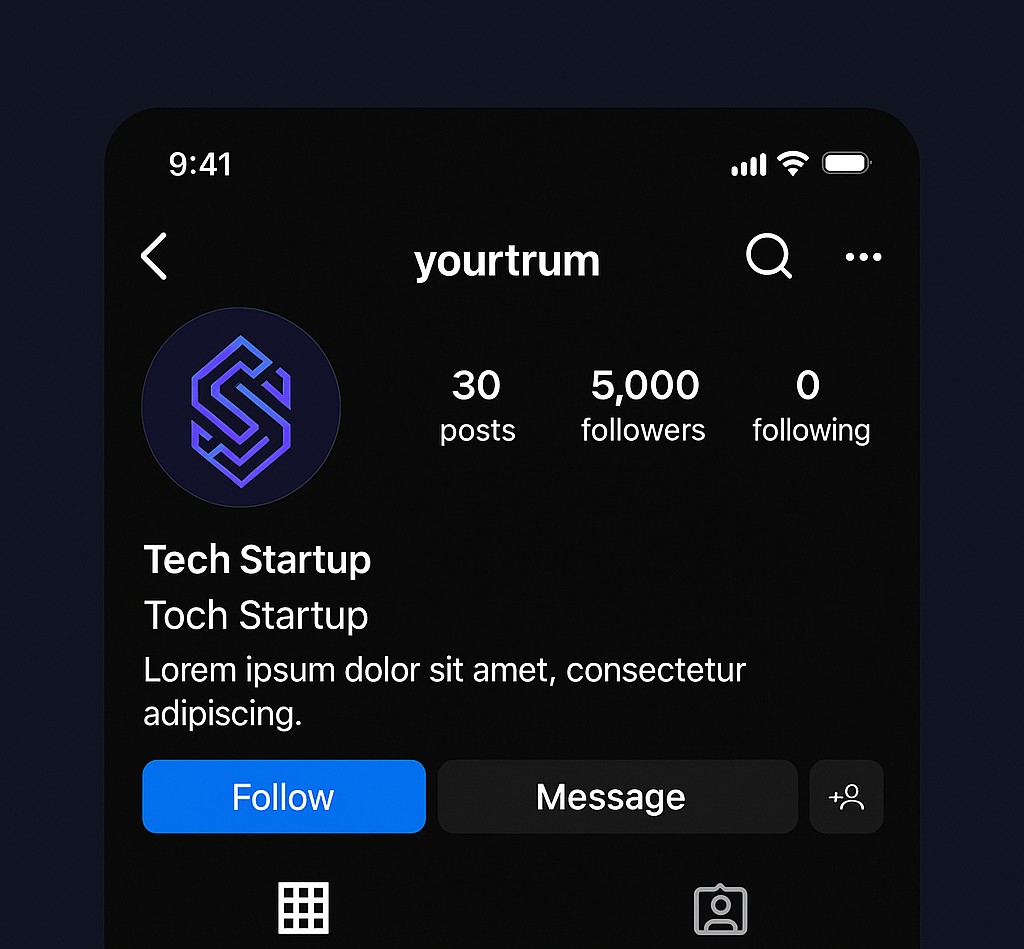 9:41
yourtrum
30 5,000 0
posts followers following
Tech Startup
Toch Startup
Lorem ipsum dolor sit amet, consectetur
adipiscing.
Follow Message